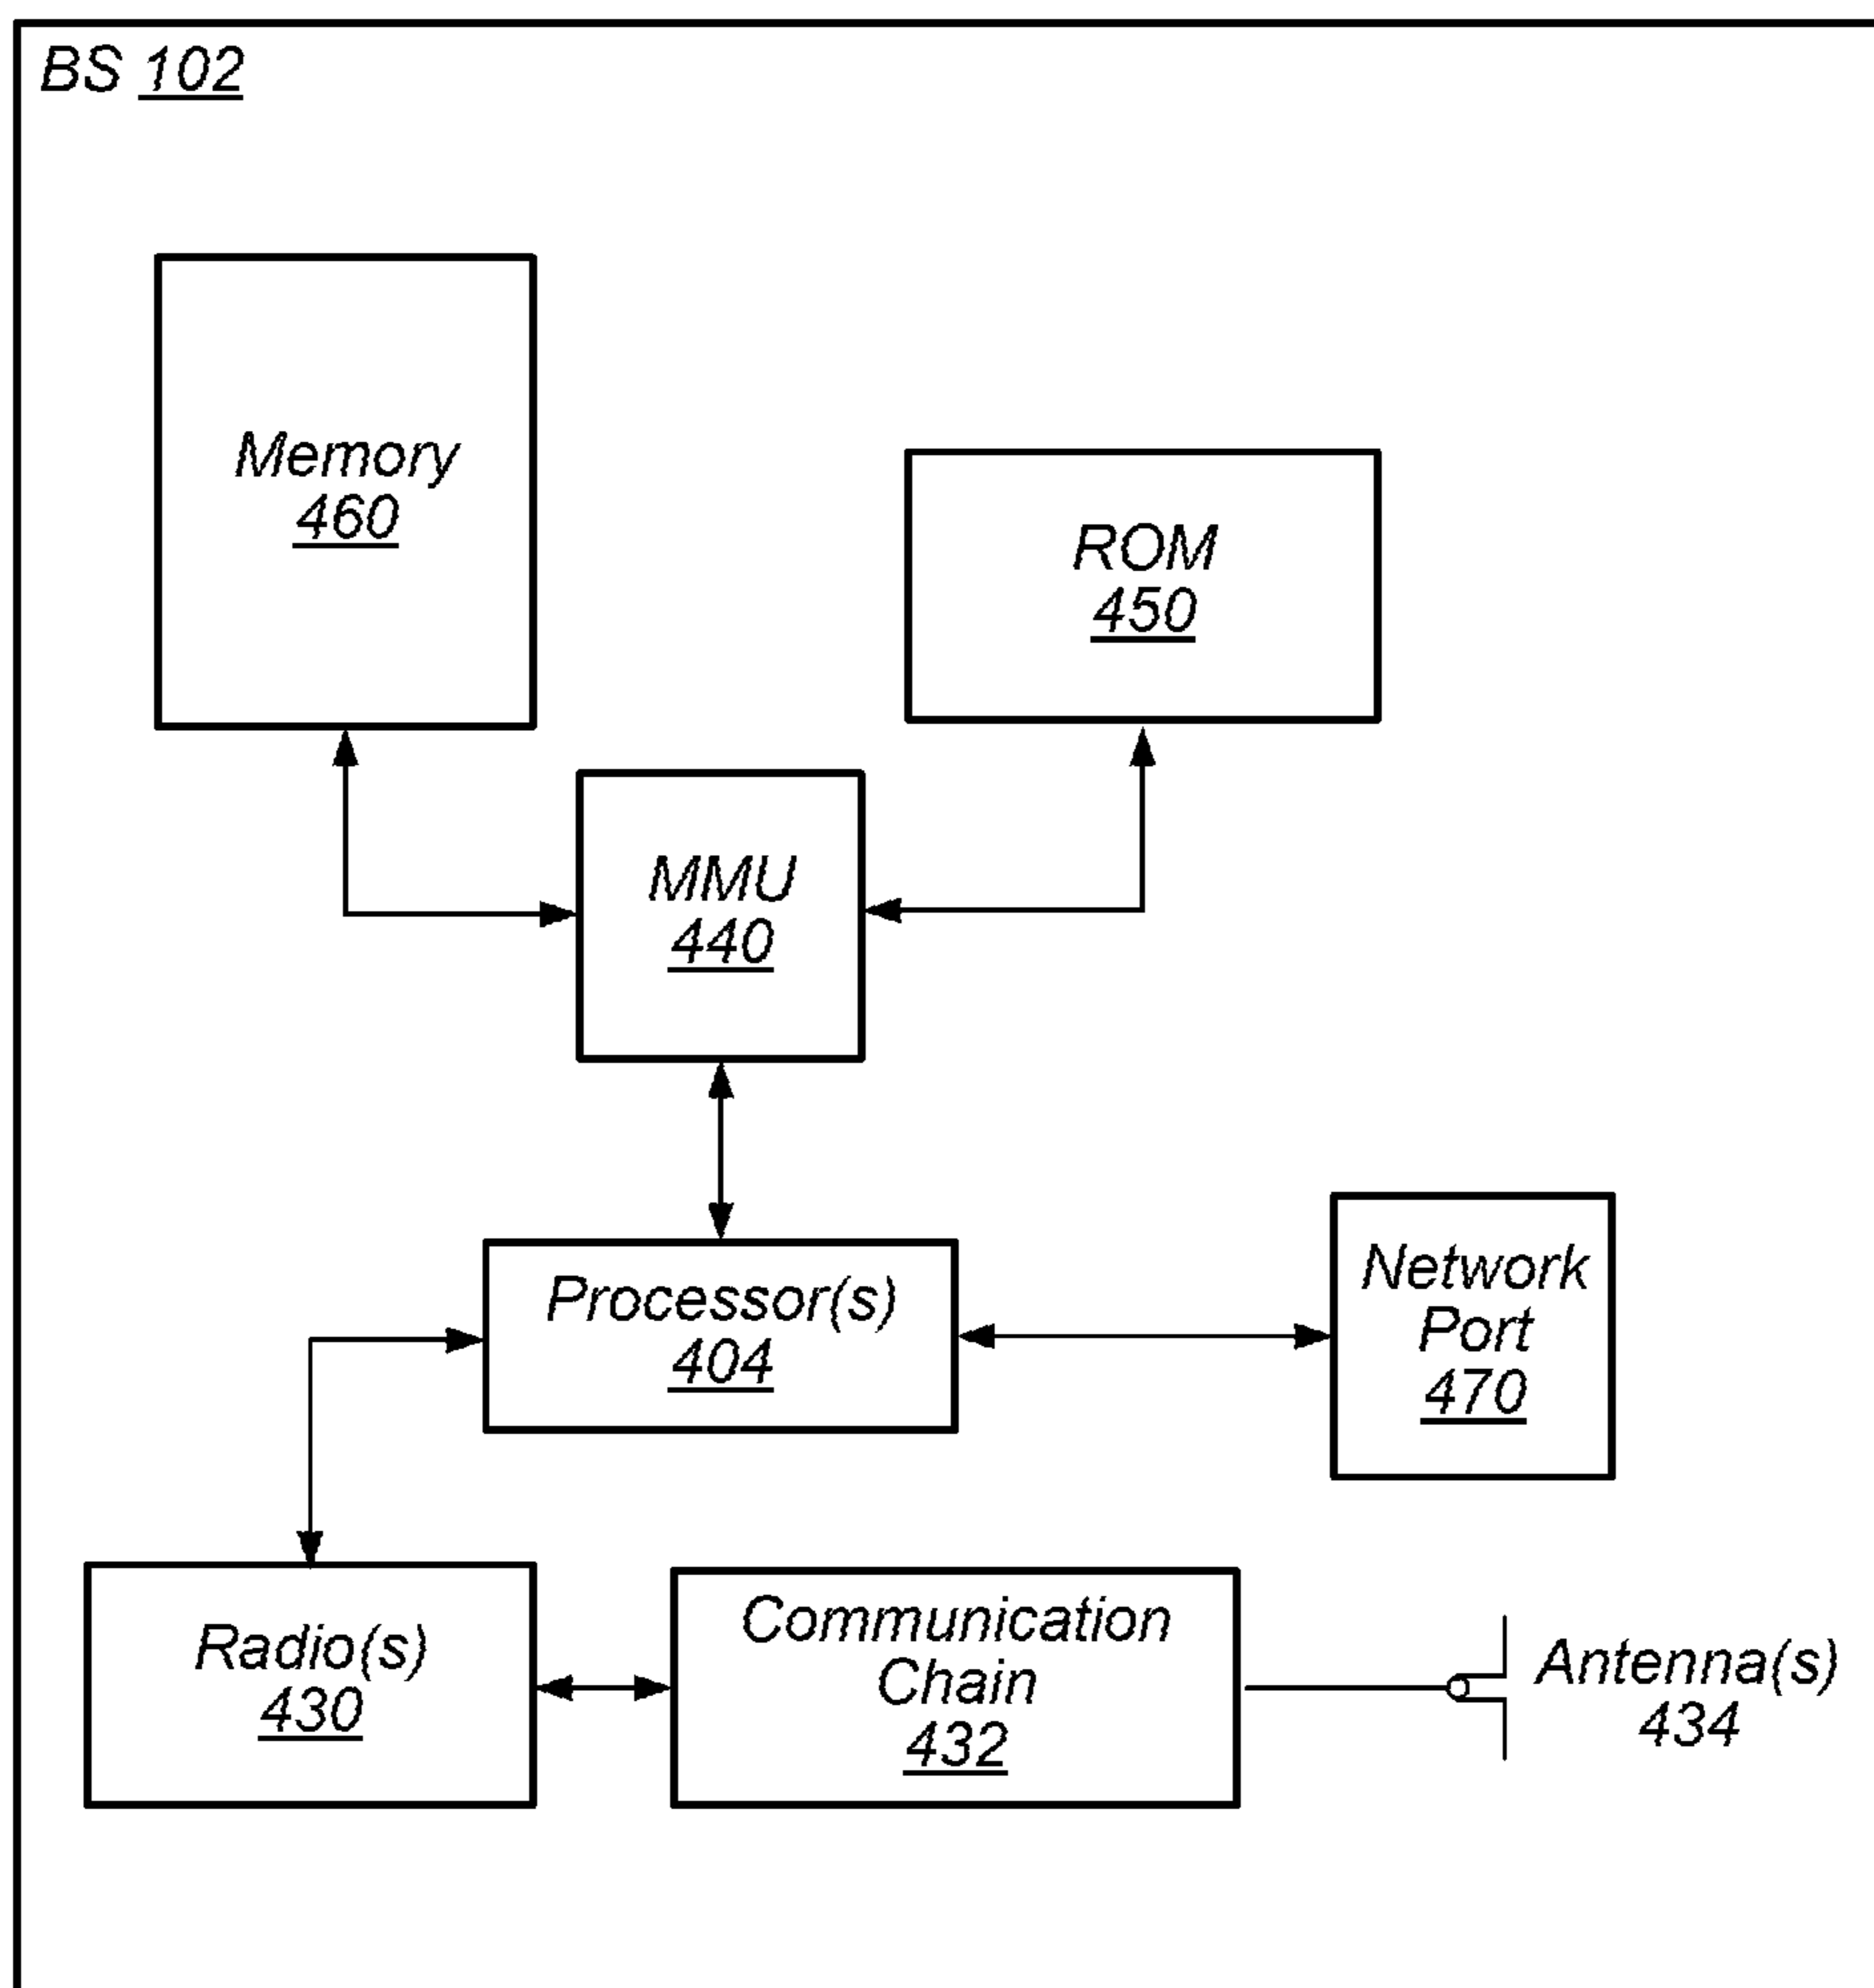 BS 102
Memory
460
ROM
450
MMU
440
Processor(s)
404
Network
Port
470
Radio(s)
430
Communication
Chain
432
Antenna(s)
434